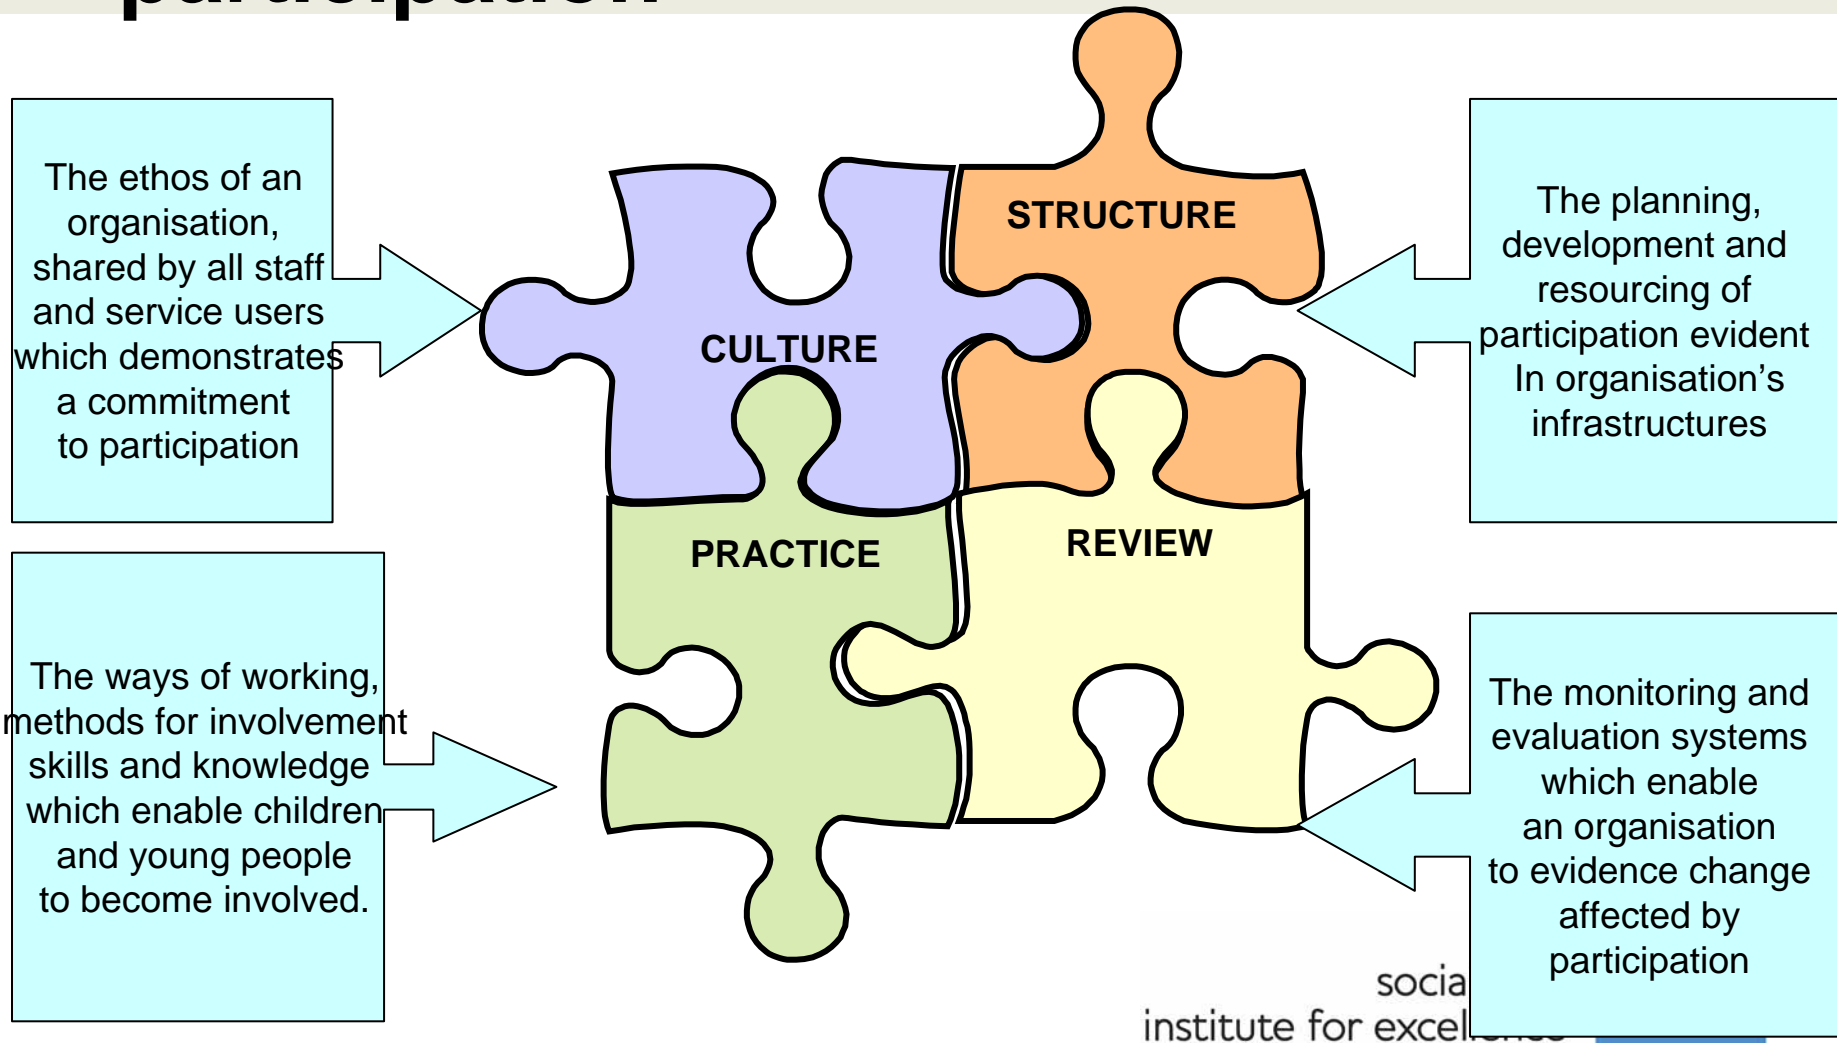 participation
The ethos of an
organisation,
shared by all staff
and service users
which demonstrates
a commitment
to participation
CULTURE
STRUCTURE
The planning,
development and
resourcing of
participation evident
In organisation’s
infrastructures
PRACTICE
REVIEW
The ways of working,
methods for involvement
skills and knowledge
which enable children
and young people
to become involved.
The monitoring and
evaluation systems
which enable
an organisation
to evidence change
affected by
participation
institute for